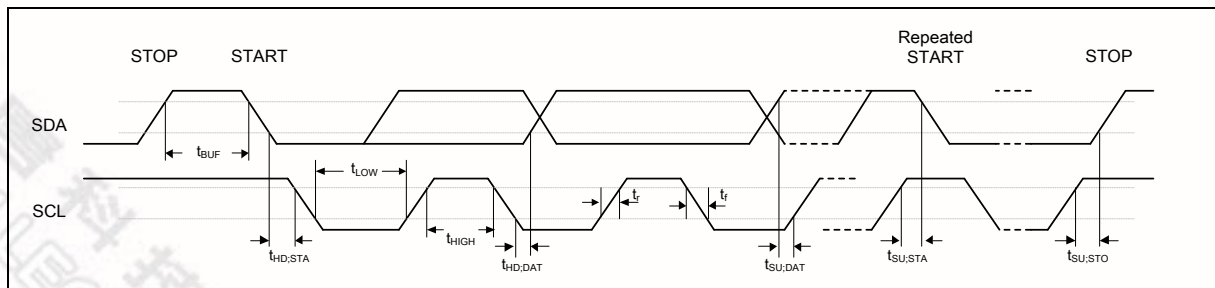 Repeated
STOP START START STOP
SDA
tBUF
tLOW
SCL
tr tf
tHIGH
tHD;STA tHD;DAT tSU;DAT tSU;STA tSU;STO